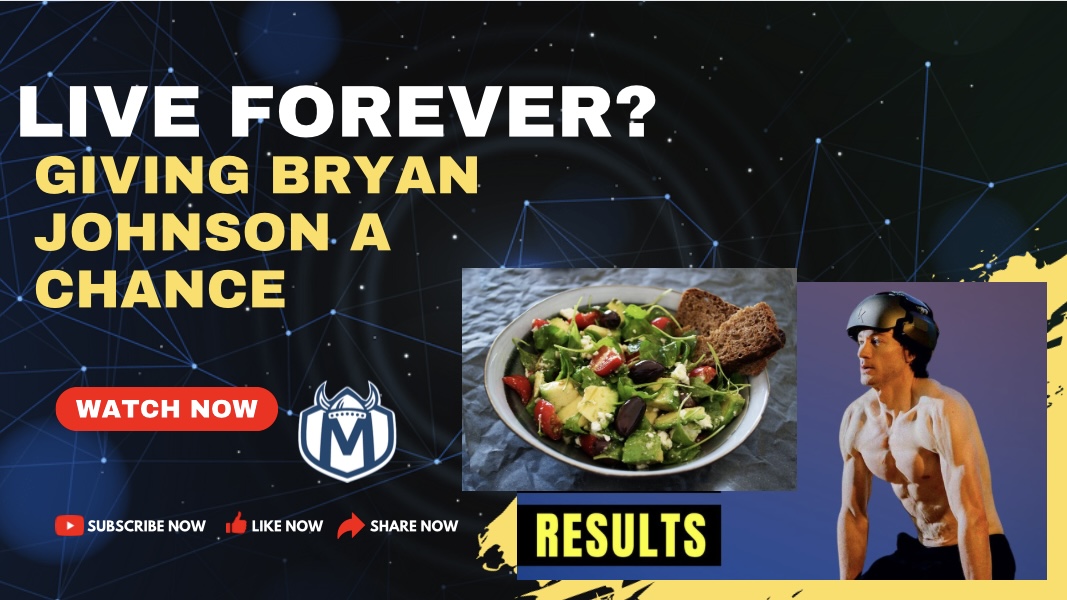 LIVE FOREVER?
GIVING BRYAN
JOHNSON A
CHANCE
WATCH NOW
M
SUBSCRIBE NOW
LIKE NOW
SHARE NOW
RESULTS